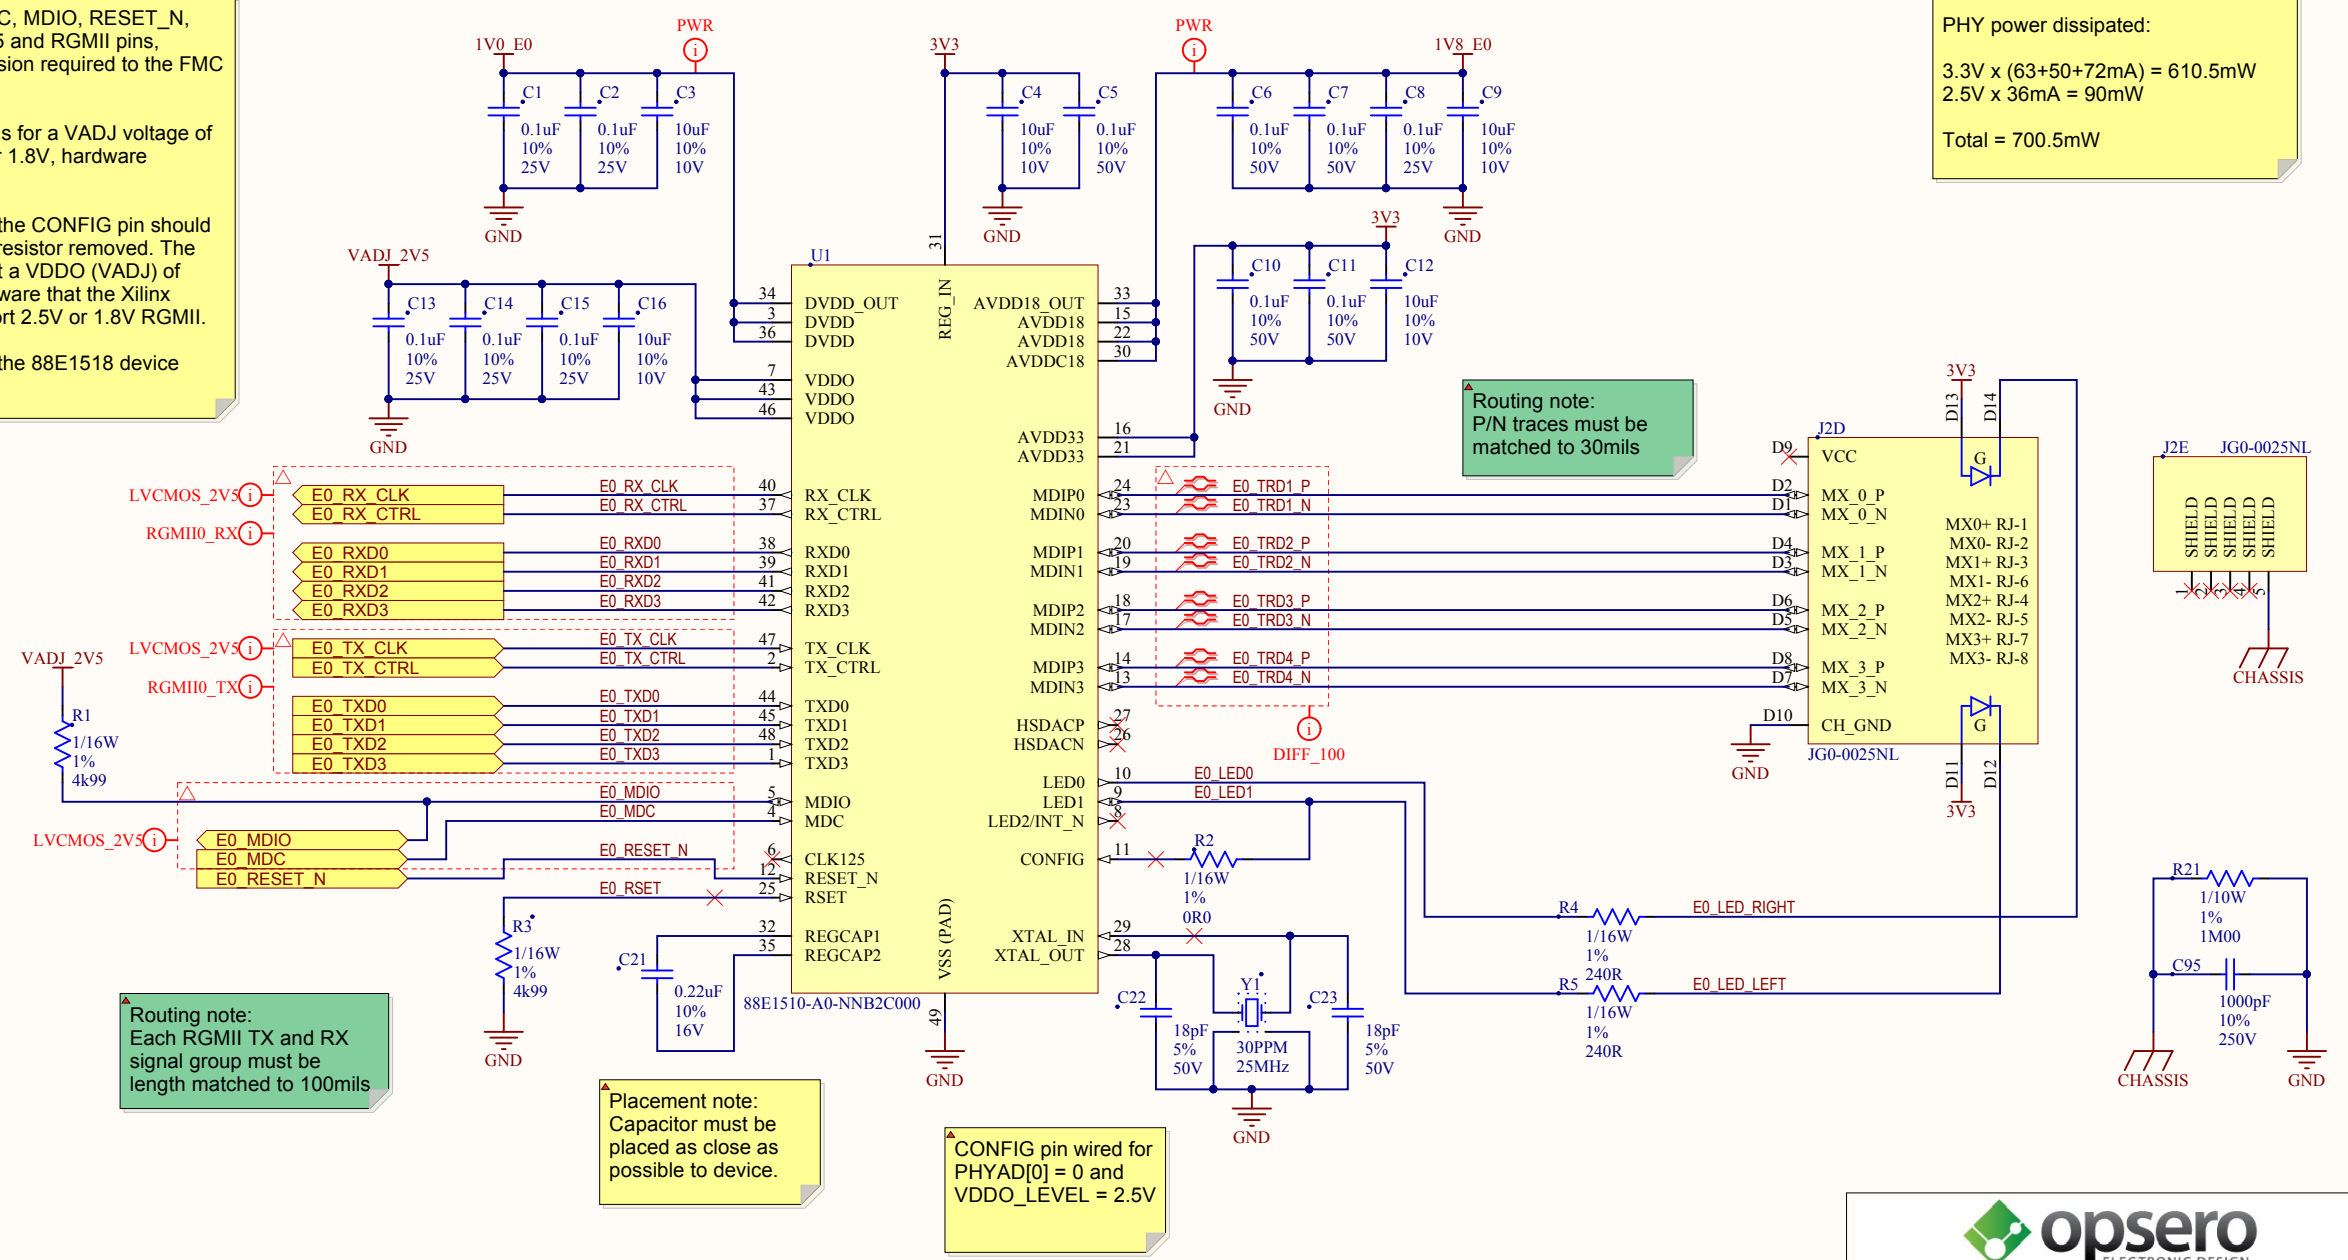 C, MDIO, RESET_N,
5 and RGMII pins,
sion required to the FMC
s for a VADJ voltage of
r 1.8V, hardware
the CONFIG pin should
resistor removed. The
t a VDDO (VADJ) of
ware that the Xilinx
ort 2.5V or 1.8V RGMII.
the 88E1518 device
PHY power dissipated:
3.3V x (63+50+72mA) = 610.5mW
2.5V x 36mA = 90mW
Total = 700.5mW
1V0_E0
PWR
C1
0.1uF
10%
25V
C2
0.1uF
10%
25V
C3
10uF
10%
10V
GND
3V3
C4
10uF
10%
10V
C5
0.1uF
10%
50V
GND
31
PWR
1V8_E0
C6
0.1uF
10%
50V
C7
0.1uF
10%
50V
C8
0.1uF
10%
25V
C9
10uF
10%
10V
GND
3V3
C10
0.1uF
10%
50V
C11
0.1uF
10%
50V
C12
10uF
10%
10V
GND
VADJ_2V5
C13
0.1uF
10%
25V
C14
0.1uF
10%
25V
C15
0.1uF
10%
25V
C16
10uF
10%
10V
GND
U1
REG_IN
34 DVDD_OUT
3 DVDD
36 DVDD
7 VDDO
43 VDDO
46 VDDO
AVDD18_OUT 33
AVDD18 15
AVDD18 22
AVDDC18 30
AVDD33 16
AVDD33 21
LVCMOS_2V5
RGMII0_RX
E0_RX_CLK E0_RX_CLK 40 RX_CLK
E0_RX_CTRL E0_RX_CTRL 37 RX_CTRL
E0_RXD0 E0_RXD0 38 RXD0
E0_RXD1 E0_RXD1 39 RXD1
E0_RXD2 E0_RXD2 41 RXD2
E0_RXD3 E0_RXD3 42 RXD3
LVCMOS_2V5
RGMII0_TX
E0_TX_CLK E0_TX_CLK 47 TX_CLK
E0_TX_CTRL E0_TX_CTRL 2 TX_CTRL
E0_TXD0 E0_TXD0 44 TXD0
E0_TXD1 E0_TXD1 45 TXD1
E0_TXD2 E0_TXD2 48 TXD2
E0_TXD3 E0_TXD3 1 TXD3
VADJ_2V5
R1
1/16W
1%
4k99
LVCMOS_2V5
E0_MDIO E0_MDIO 5 MDIO
E0_MDC E0_MDC 4 MDC
6 CLK125
E0_RESET_N E0_RESET_N 12 RESET_N
E0_RSET 25 RSET
R3
1/16W
1%
4k99
GND
32 REGCAP1
35 REGCAP2
C21
0.22uF
10%
16V
VSS (PAD)
49
GND
88E1510-A0-NNB2C000
MDIP0 24 E0_TRD1_P D2 MX_0_P
MDIN0 23 E0_TRD1_N D1 MX_0_N
MDIP1 20 E0_TRD2_P D4 MX_1_P
MDIN1 19 E0_TRD2_N D3 MX_1_N
MDIP2 18 E0_TRD3_P D6 MX_2_P
MDIN2 17 E0_TRD3_N D5 MX_2_N
MDIP3 14 E0_TRD4_P D8 MX_3_P
MDIN3 13 E0_TRD4_N D7 MX_3_N
DIFF_100
HSDACP 27
HSDACN 26
LED0 10 E0_LED0
LED1 9 E0_LED1
LED2/INT_N 8
CONFIG 11
R2
1/16W
1%
0R0
XTAL_IN 29
XTAL_OUT 28
C22
18pF
5%
50V
Y1
30PPM
25MHz
C23
18pF
5%
50V
GND
R4
1/16W
1%
240R
E0_LED_RIGHT
R5
1/16W
1%
240R
E0_LED_LEFT
Routing note:
P/N traces must be
matched to 30mils
3V3
D13
D14
J2D
D9 VCC
G
MX0+ RJ-1
MX0- RJ-2
MX1+ RJ-3
MX1- RJ-6
MX2+ RJ-4
MX2- RJ-5
MX3+ RJ-7
MX3- RJ-8
G
D10 CH_GND
GND
JG0-0025NL
D11
D12
3V3
J2E JG0-0025NL
SHIELD
SHIELD
SHIELD
SHIELD
SHIELD
1
2
3
4
5
CHASSIS
R21
1/10W
1%
1M00
C95
1000pF
10%
250V
CHASSIS
GND
Routing note:
Each RGMII TX and RX
signal group must be
length matched to 100mils
Placement note:
Capacitor must be
placed as close as
possible to device.
CONFIG pin wired for
PHYAD[0] = 0 and
VDDO_LEVEL = 2.5V
opsero
ELECTRONIC DESIGN